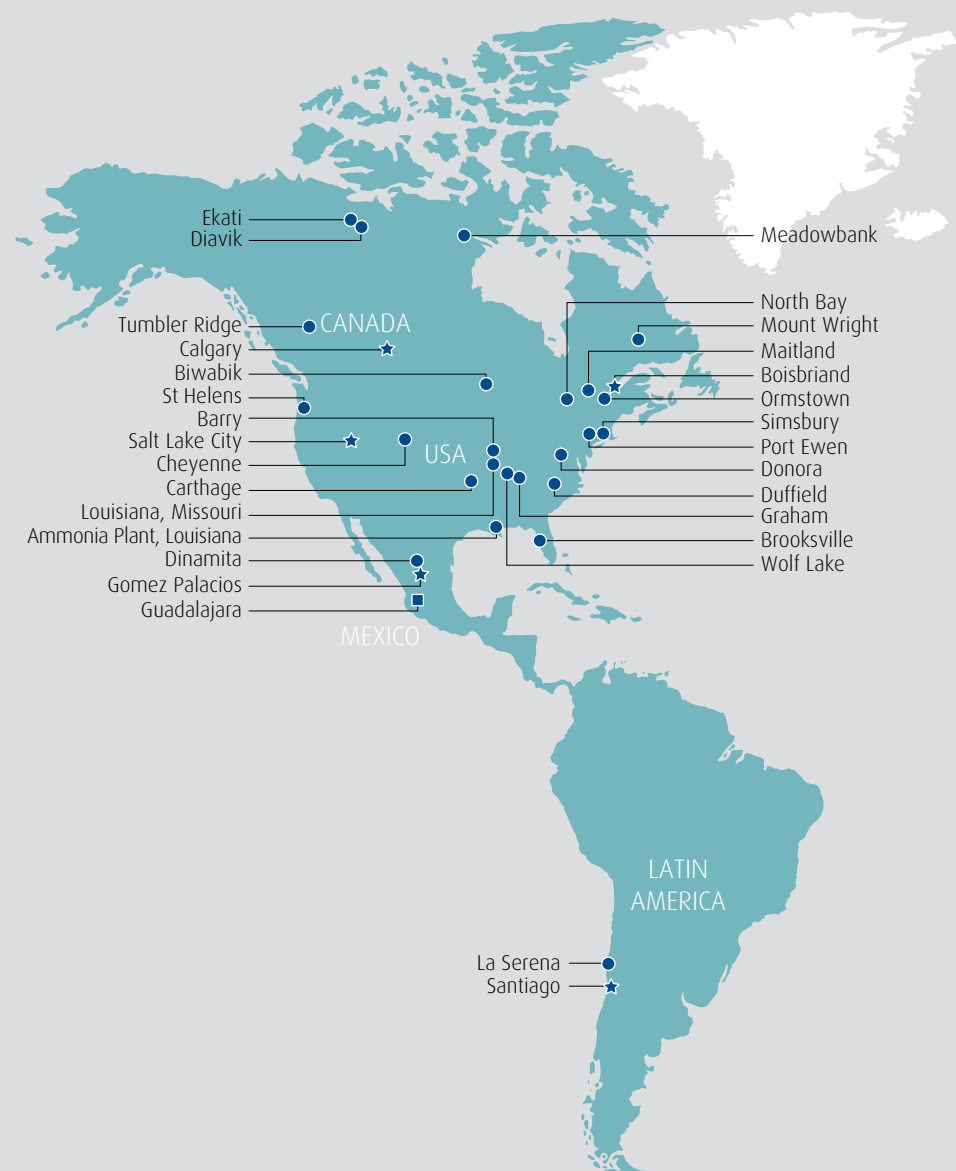 Ekati
Diavik
Meadowbank
North Bay
Tumbler Ridge
CANADA
Mount Wright
Calgary
Maitland
Biwabik
Boisbriand
St Helens
Ormstown
Barry
Simsbury
Salt Lake City
USA
Port Ewen
Cheyenne
Donora
Carthage
Duffield
Louisiana, Missouri
Graham
Ammonia Plant, Louisiana
Brooksville
Dinamita
Wolf Lake
Gomez Palacios
Guadalajara
MEXICO
LATIN
AMERICA
La Serena
Santiago